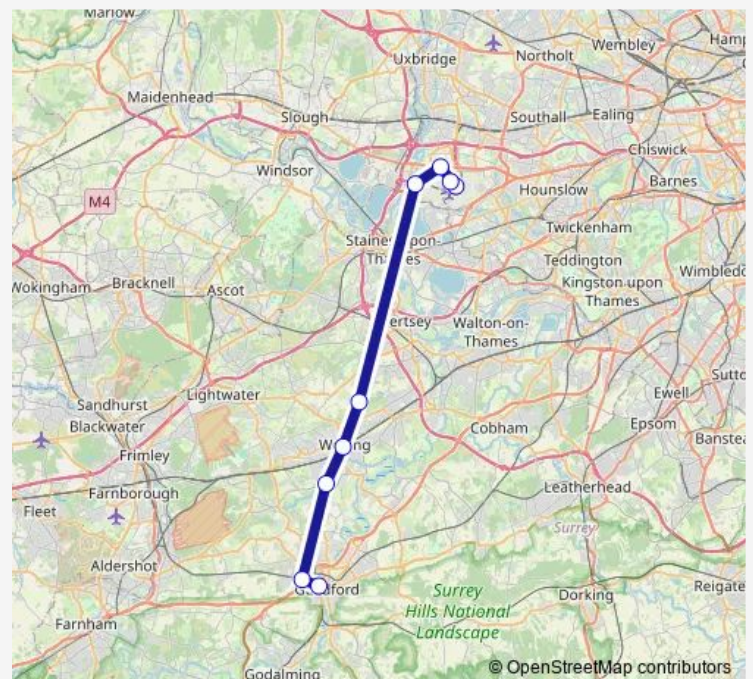 Marlow
Uxbridge
Northolt
Wembley
Maidenhead
Slough
Southall
Ealing
Chiswick
Windsor
Barnes
Hounslow
M4
Twickenham
Teddington
Wokingham
Bracknell
Ascot
Kingston upon
Thames
Walton-on-
Thames
Lightwater
Ewell
Sandhurst
Blackwater
Cobham
Epsom
Frimley
Farnborough
Leatherhead
Fleet
Surrey
Aldershot
Surrey
Hills National
Landscape
Dorking
Reigate
Farnham
Godalming
© OpenStreetMap contributors